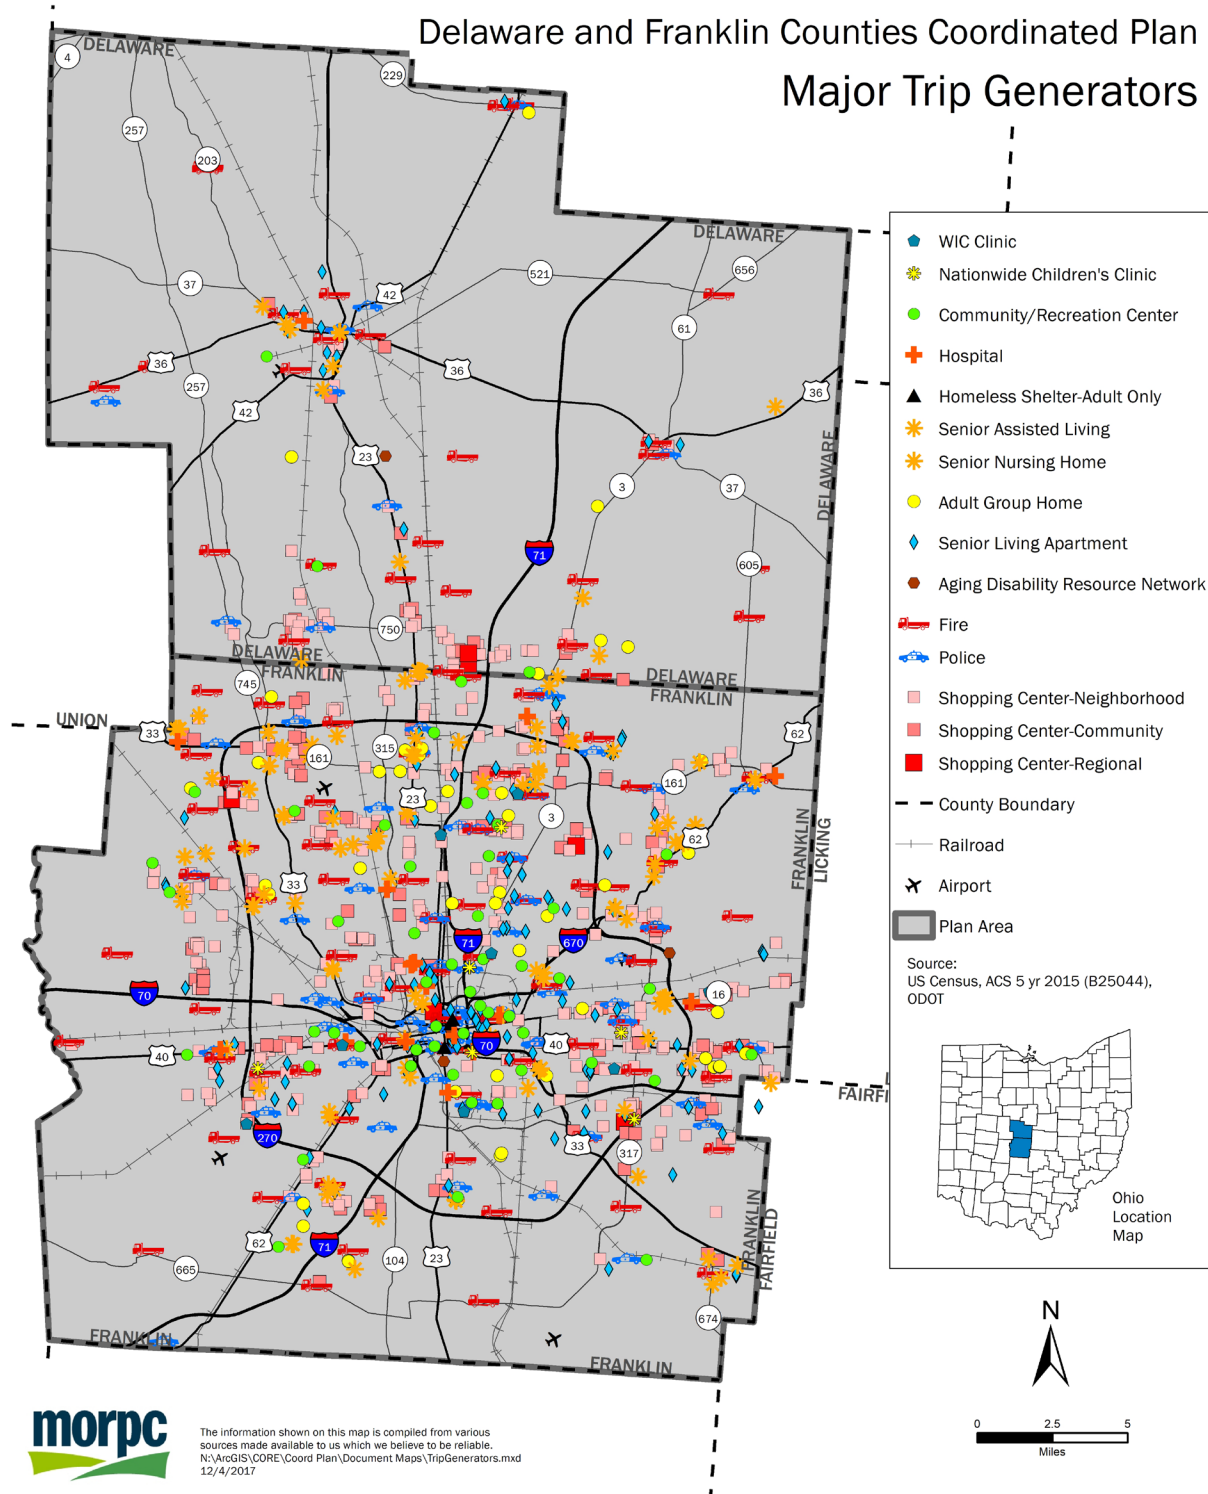 Delaware and Franklin Counties Coordinated Plan
Major Trip Generators
DELAWARE
4
229
257
203
DELAWARE
656
521
37
42
61
36
257
36
36
42
23
DELAWARE
3
37
71
605
750
DELAWARE
FRANKLIN
DELAWARE
FRANKLIN
745
UNION
33
62
315
161
161
23
3
62
FRANKLIN
LICKING
33
71
670
70
16
40
70
40
FAIRFI
270
33
317
FRANKLIN
FAIRFIELD
62
71
104
23
665
674
FRANKLIN
FRANKLIN
WIC Clinic
Nationwide Children's Clinic
Community/Recreation Center
Hospital
Homeless Shelter-Adult Only
Senior Assisted Living
Senior Nursing Home
Adult Group Home
Senior Living Apartment
Aging Disability Resource Network
Fire
Police
Shopping Center-Neighborhood
Shopping Center-Community
Shopping Center-Regional
County Boundary
Railroad
Airport
Plan Area
Source:
US Census, ACS 5 yr 2015 (B25044),
ODOT
Ohio
Location
Map
N
0 2.5 5
Miles
morpc
The information shown on this map is compiled from various
sources made available to us which we believe to be reliable.
N:\ArcGIS\CORE\Coord Plan\Document Maps\TripGenerators.mxd
12/4/2017